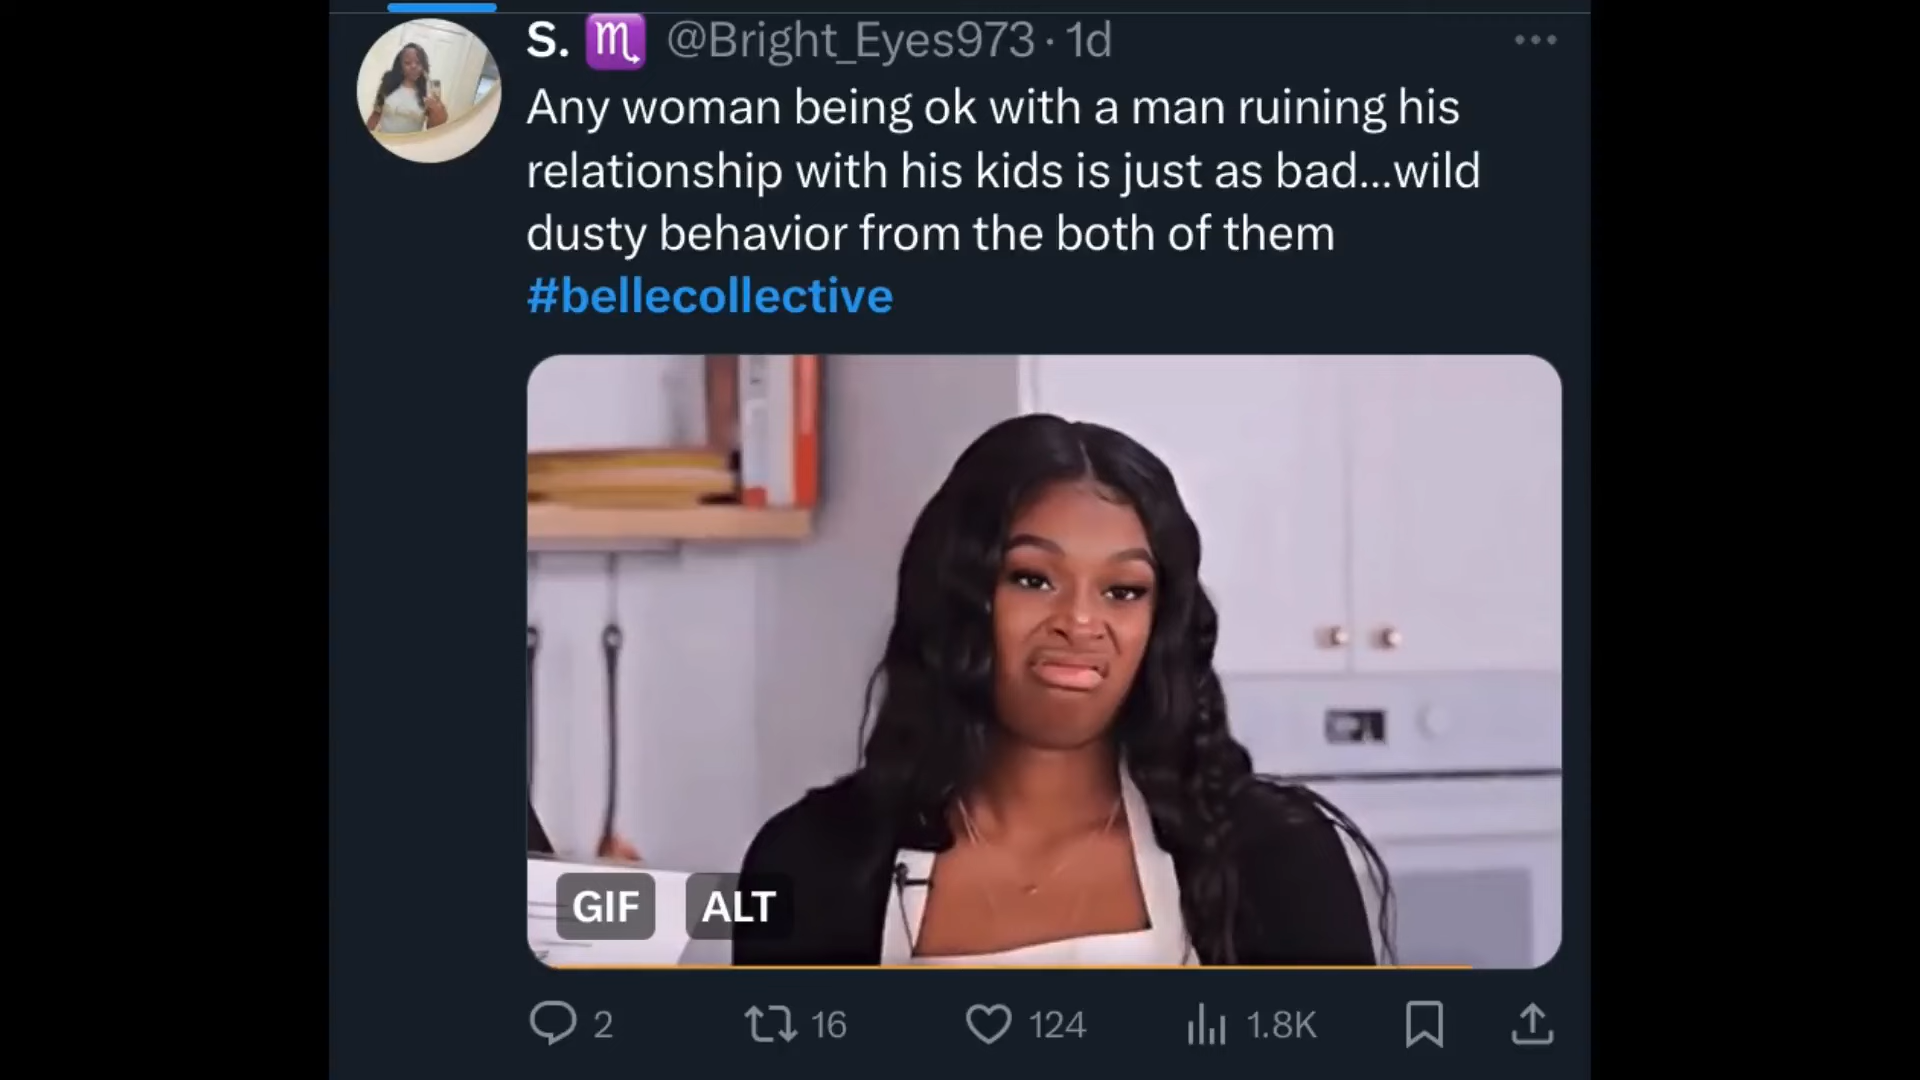 S. ♏ @Bright_Eyes973 · 1d
Any woman being ok with a man ruining his
relationship with his kids is just as bad...wild
dusty behavior from the both of them
#bellecollective
GIF ALT
2 16 124 1.8K